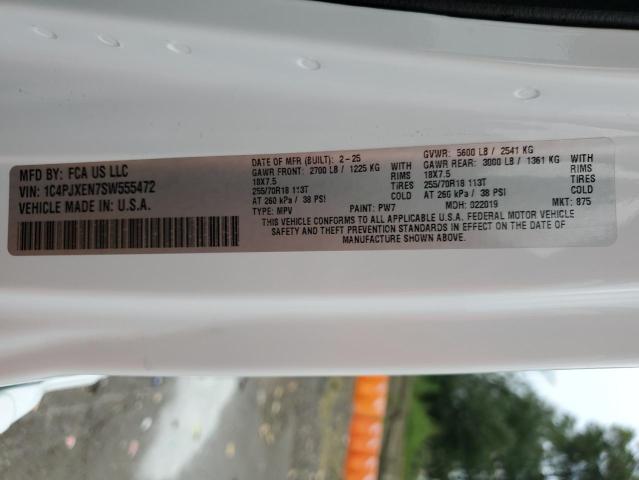 MFD BY: FCA US LLC
VIN: 1C4PJXEN7SW555472
VEHICLE MADE IN: U.S.A.
DATE OF MFR (BUILT): 2-25
GAWR FRONT: 2700 LB / 1225 KG
18X7.5 RIMS
255/70R18 113T TIRES
AT 260 kPa / 38 PSI COLD
TYPE: MPV
PAINT: PW7
GVWR: 5600 LB / 2541 KG
GAWR REAR: 3000 LB / 1361 KG
18X7.5 RIMS
255/70R18 113T TIRES
AT 260 kPa / 38 PSI COLD
MDH: 022019
MKT: 875
THIS VEHICLE CONFORMS TO ALL APPLICABLE U.S.A. FEDERAL MOTOR VEHICLE
SAFETY AND THEFT PREVENTION STANDARDS IN EFFECT ON THE DATE OF
MANUFACTURE SHOWN ABOVE.